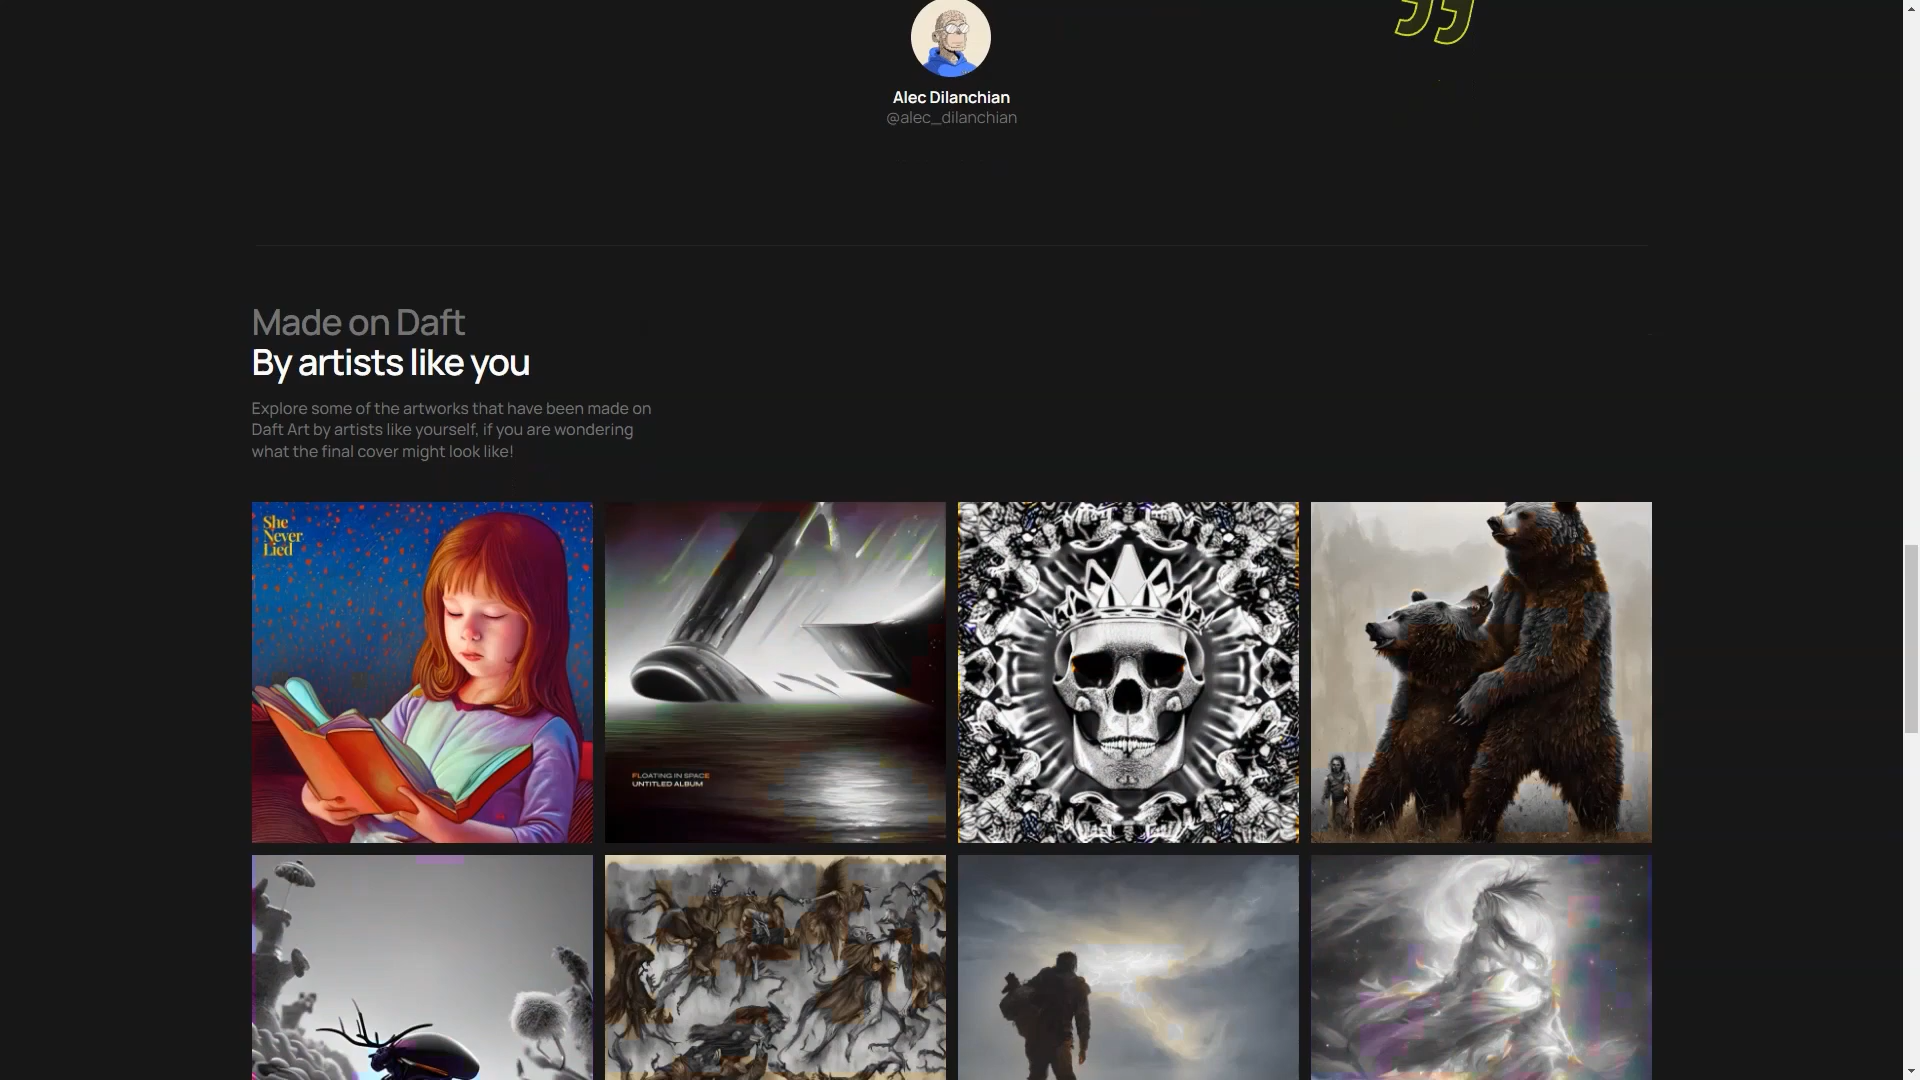 Alec Dilanchian
@alec_dilanchian
Made on Daft
By artists like you
Explore some of the artworks that have been made on
Daft Art by artists like yourself, if you are wondering
what the final cover might look like!
She
Never
Lied
FLOATING IN SPACE
UNTITLED ALBUM